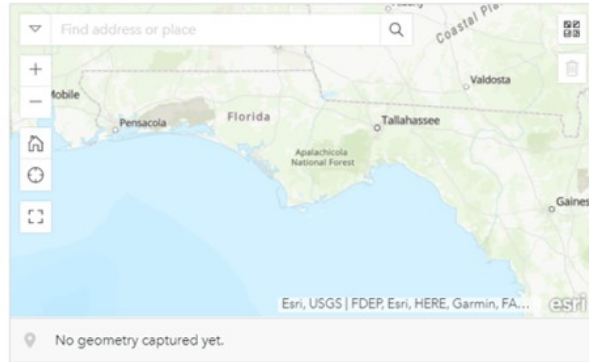 Find address or place
Coastal Pla
Valdosta
Mobile
Pensacola
Florida
Tallahassee
Apalachicola
National Forest
Gaines
Esri, USGS | FDEP, Esri, HERE, Garmin, FA...
esri
No geometry captured yet.